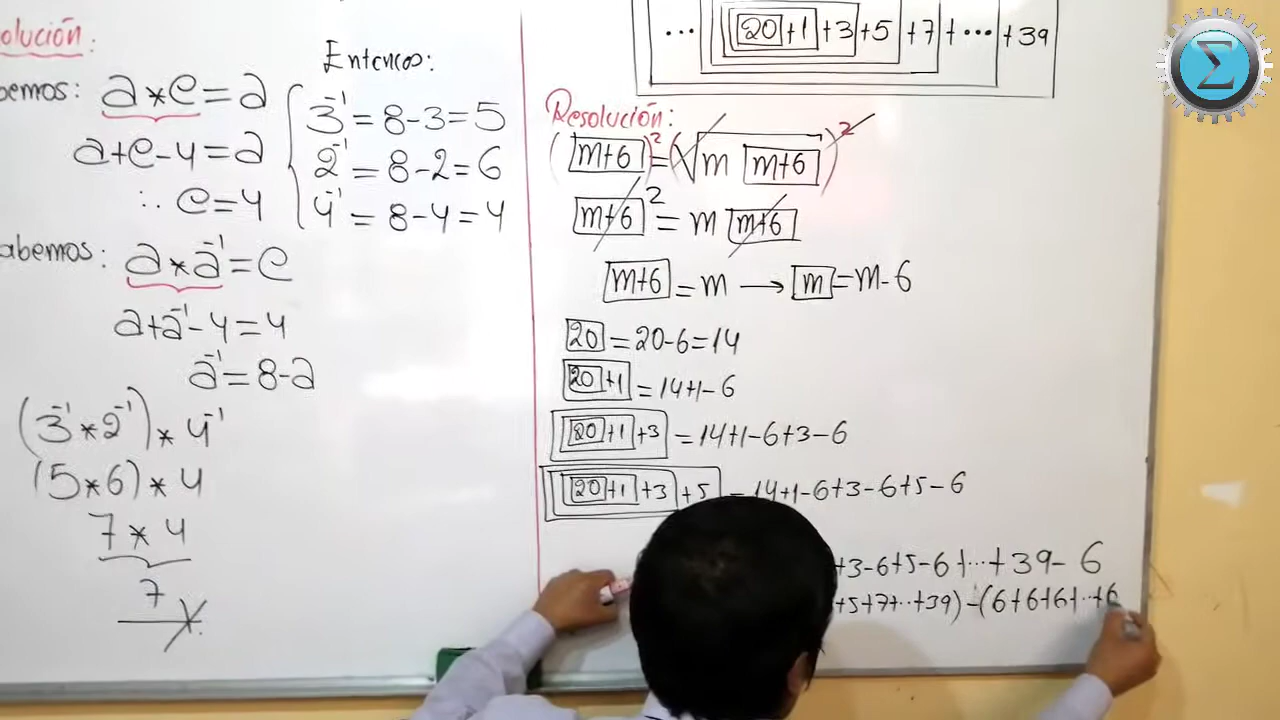 olución:
bemos: a*e=a
a+e-4=a
∴ e=4
abemos: a*a⁻¹=e
a+a⁻¹-4=4
a⁻¹=8-a
(3⁻¹*2⁻¹)*4⁻¹
(5*6)*4
7*4
7
Entonces:
3⁻¹=8-3=5
2⁻¹=8-2=6
4⁻¹=8-4=4
... 20+1+3+5+7+...+39
Resolución:
(m+6)²=(√m m+6)²
m+6²=m m+6
m+6=m→m=m-6
20=20-6=14
20+1=14+1-6
20+1+3=14+1-6+3-6
20+1+3+5=14+1-6+3-6+5-6
+3-6+5-6+...+39-6
+5+7+...+39)-(6+6+6+...+6
Σ